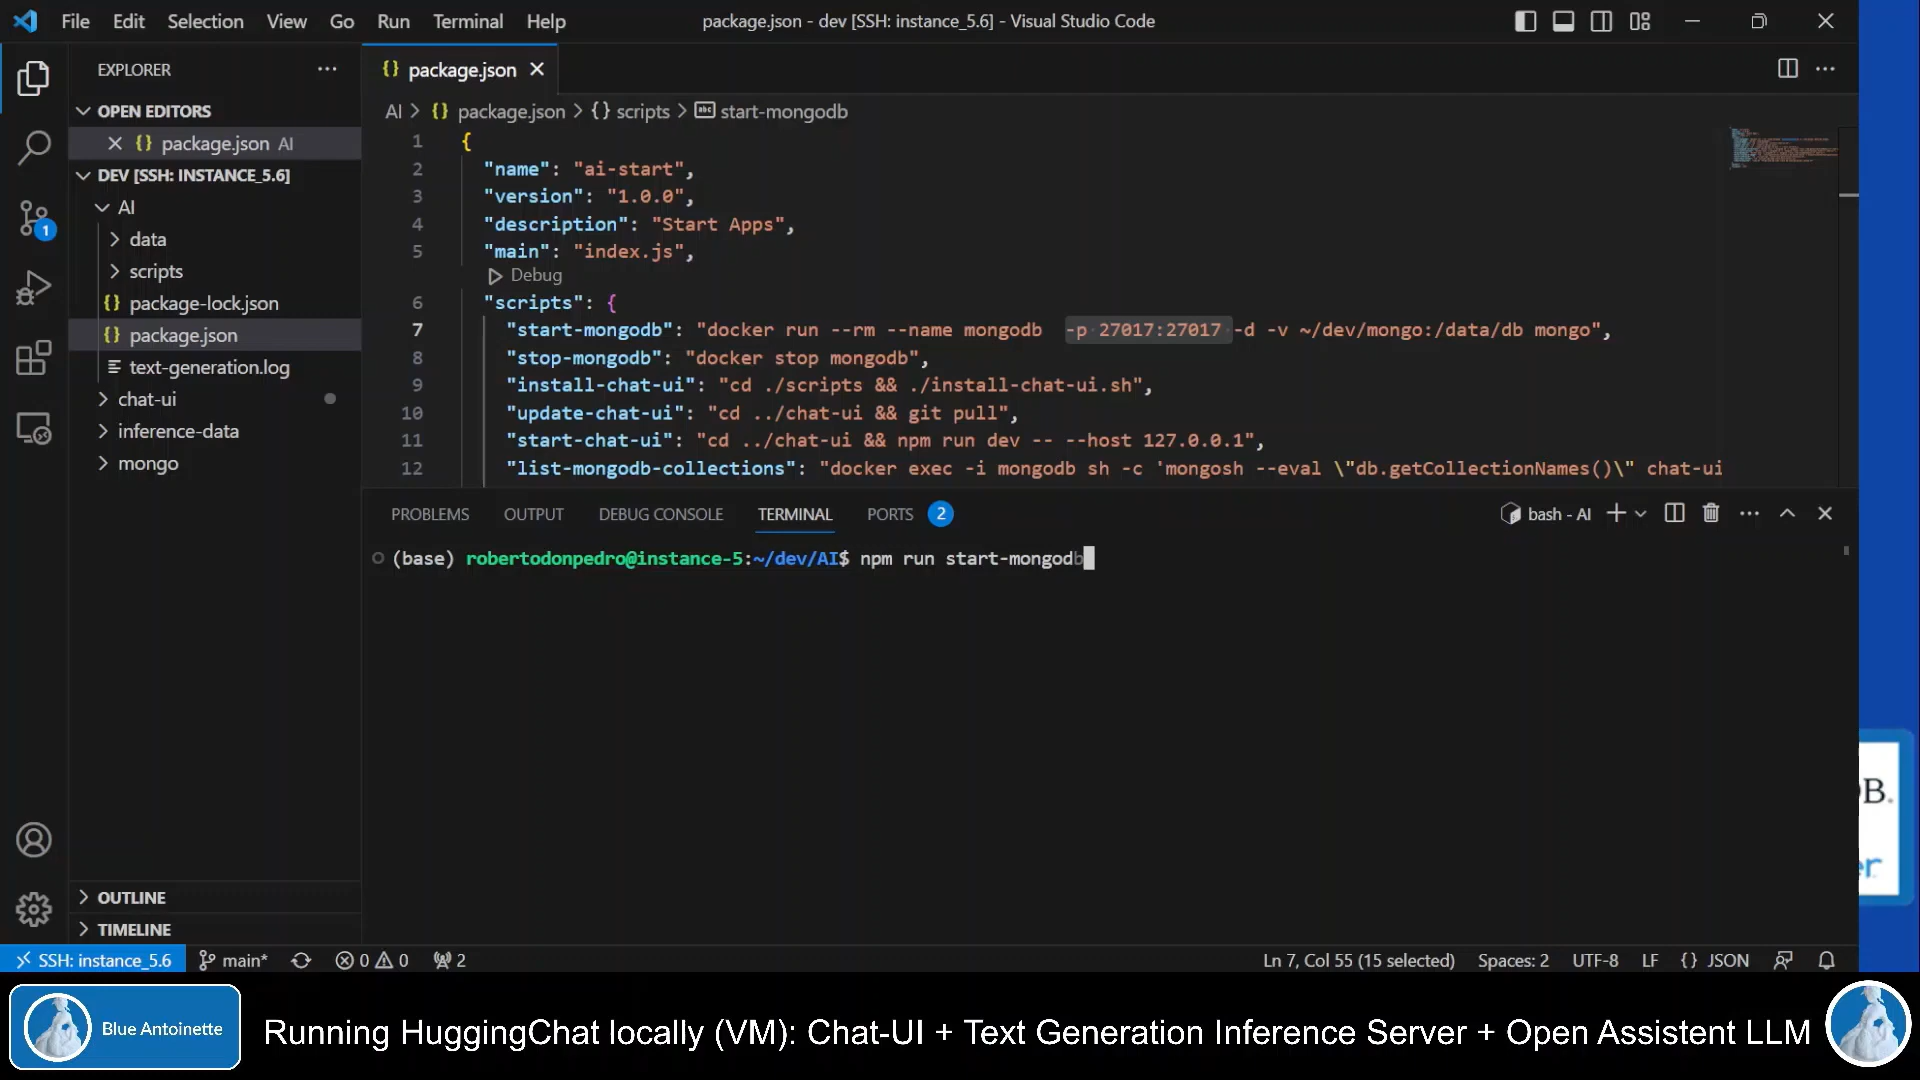 File Edit Selection View Go Run Terminal Help
package.json - dev [SSH: instance_5.6] - Visual Studio Code
EXPLORER
OPEN EDITORS
package.json AI
DEV [SSH: INSTANCE_5.6]
AI
data
scripts
package-lock.json
package.json
text-generation.log
chat-ui
inference-data
mongo
OUTLINE
TIMELINE
1
package.json
AI > {} package.json > {} scripts > abc start-mongodb
1 {
2 "name": "ai-start",
3 "version": "1.0.0",
4 "description": "Start Apps",
5 "main": "index.js",
Debug
6 "scripts": {
7 "start-mongodb": "docker run --rm --name mongodb  -p 27017:27017 -d -v ~/dev/mongo:/data/db mongo",
8 "stop-mongodb": "docker stop mongodb",
9 "install-chat-ui": "cd ./scripts && ./install-chat-ui.sh",
10 "update-chat-ui": "cd ../chat-ui && git pull",
11 "start-chat-ui": "cd ../chat-ui && npm run dev -- --host 127.0.0.1",
12 "list-mongodb-collections": "docker exec -i mongodb sh -c 'mongosh --eval \"db.getCollectionNames()\" chat-ui
PROBLEMS OUTPUT DEBUG CONSOLE TERMINAL PORTS 2
bash - AI
(base) robertodonpedro@instance-5:~/dev/AI$ npm run start-mongodb
SSH: instance_5.6 main* 0 0 2
Ln 7, Col 55 (15 selected) Spaces: 2 UTF-8 LF {} JSON
B.
er
Blue Antoinette
Running HuggingChat locally (VM): Chat-UI + Text Generation Inference Server + Open Assistent LLM